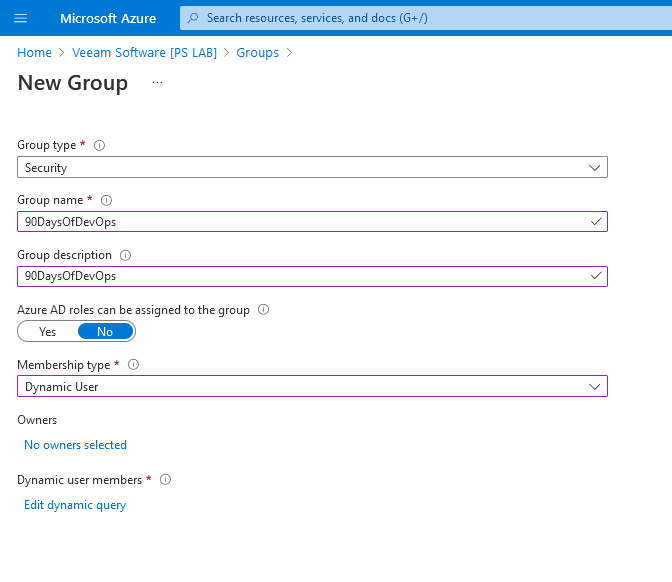 Microsoft Azure
Search resources, services, and docs (G+/)
Home > Veeam Software [PS LAB] > Groups >
New Group ...
Group type *
Security
Group name *
90DaysOfDevOps
Group description
90DaysOfDevOps
Azure AD roles can be assigned to the group
Yes No
Membership type *
Dynamic User
Owners
No owners selected
Dynamic user members *
Edit dynamic query